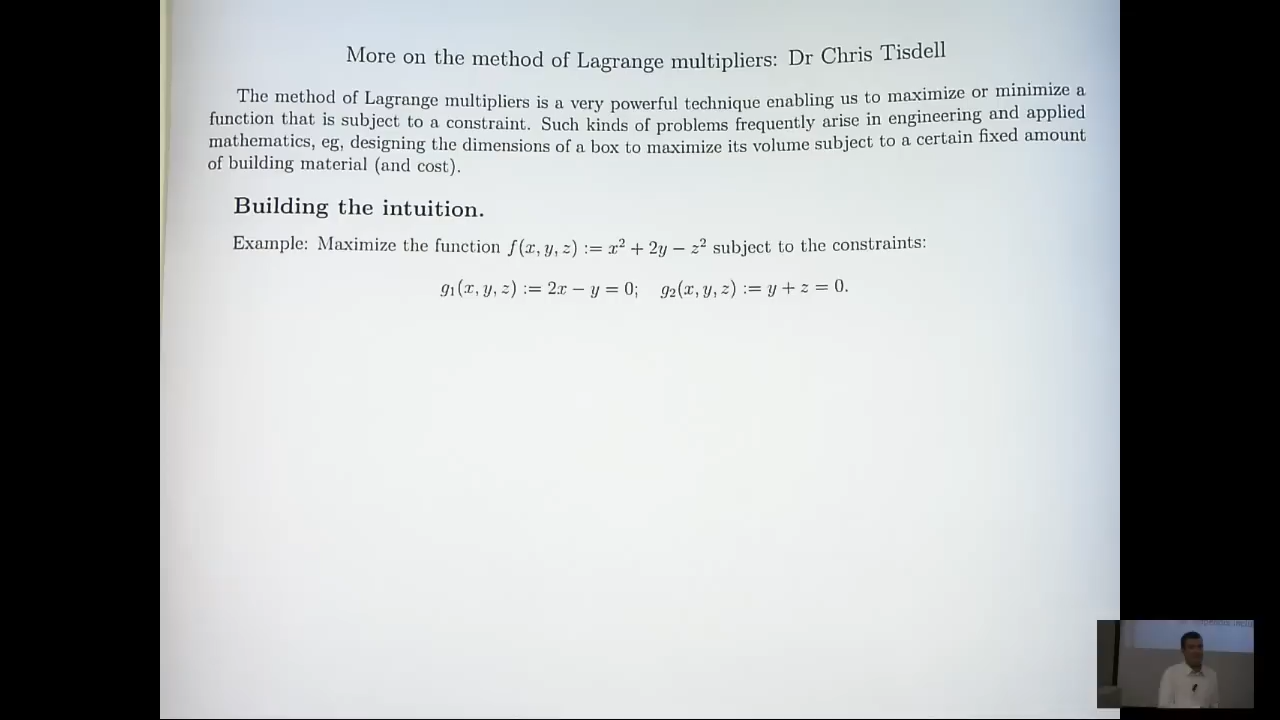 More on the method of Lagrange multipliers: Dr Chris Tisdell
The method of Lagrange multipliers is a very powerful technique enabling us to maximize or minimize a
function that is subject to a constraint. Such kinds of problems frequently arise in engineering and applied
mathematics, eg, designing the dimensions of a box to maximize its volume subject to a certain fixed amount
of building material (and cost).
Building the intuition.
Example: Maximize the function f(x, y, z) := x² + 2y − z² subject to the constraints:
g₁(x, y, z) := 2x − y = 0; g₂(x, y, z) := y + z = 0.